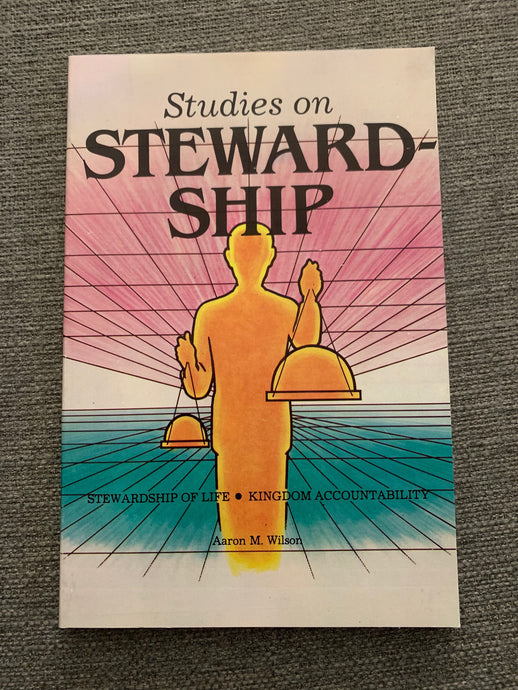 Studies on
STEWARD-
SHIP
STEWARDSHIP OF LIFE • KINGDOM ACCOUNTABILITY
Aaron M. Wilson